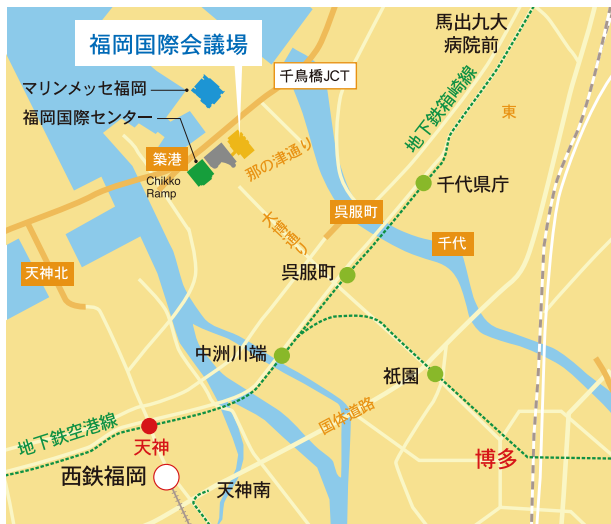 馬出九大
病院前
福岡国際会議場
千鳥橋JCT
マリンメッセ福岡
福岡国際センター
地下鉄箱崎線
東
築港
Chikko
Ramp
那の津通り
千代県庁
大博通り
呉服町
千代
天神北
呉服町
中洲川端
祇園
国体道路
地下鉄空港線
天神
博多
西鉄福岡
天神南